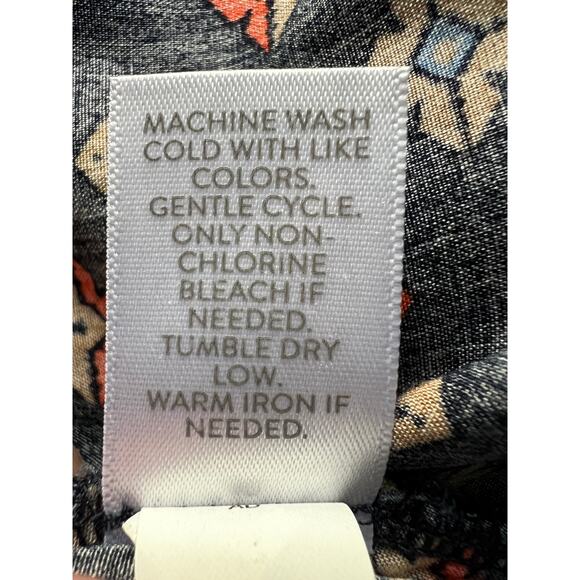 MACHINE WASH
COLD WITH LIKE
COLORS.
GENTLE CYCLE.
ONLY NON-
CHLORINE
BLEACH IF
NEEDED.
TUMBLE DRY
LOW.
WARM IRON IF
NEEDED.